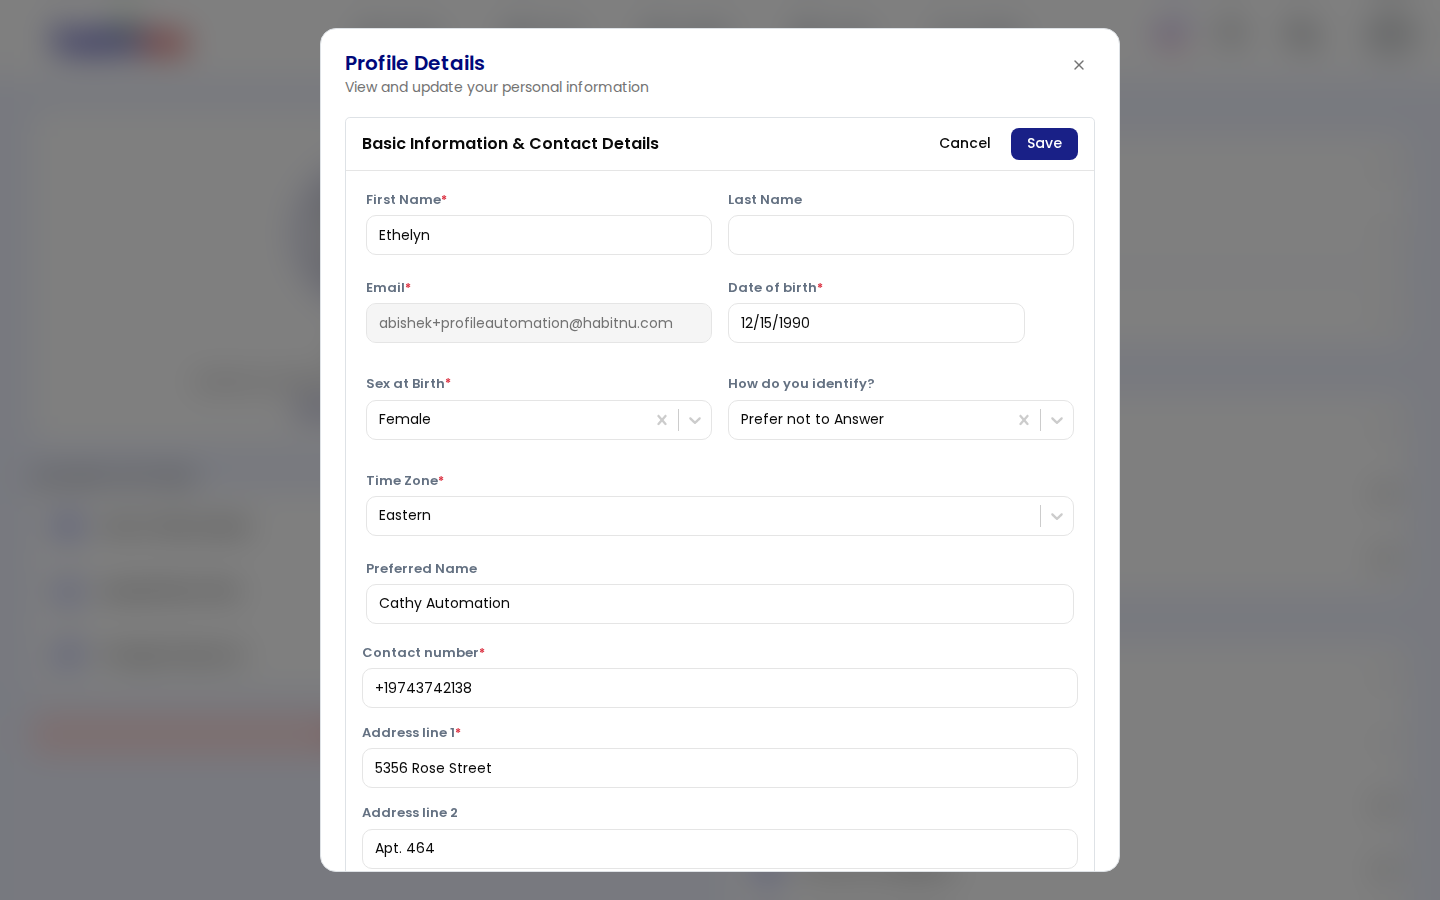 Profile Details
View and update your personal information
Basic Information & Contact Details
Cancel
Save
First Name*
Last Name
Ethelyn
Email*
Date of birth*
abishek+profileautomation@habitnu.com
12/15/1990
Sex at Birth*
How do you identify?
Female
Prefer not to Answer
Time Zone*
Eastern
Preferred Name
Cathy Automation
Contact number*
+19743742138
Address line 1*
5356 Rose Street
Address line 2
Apt. 464